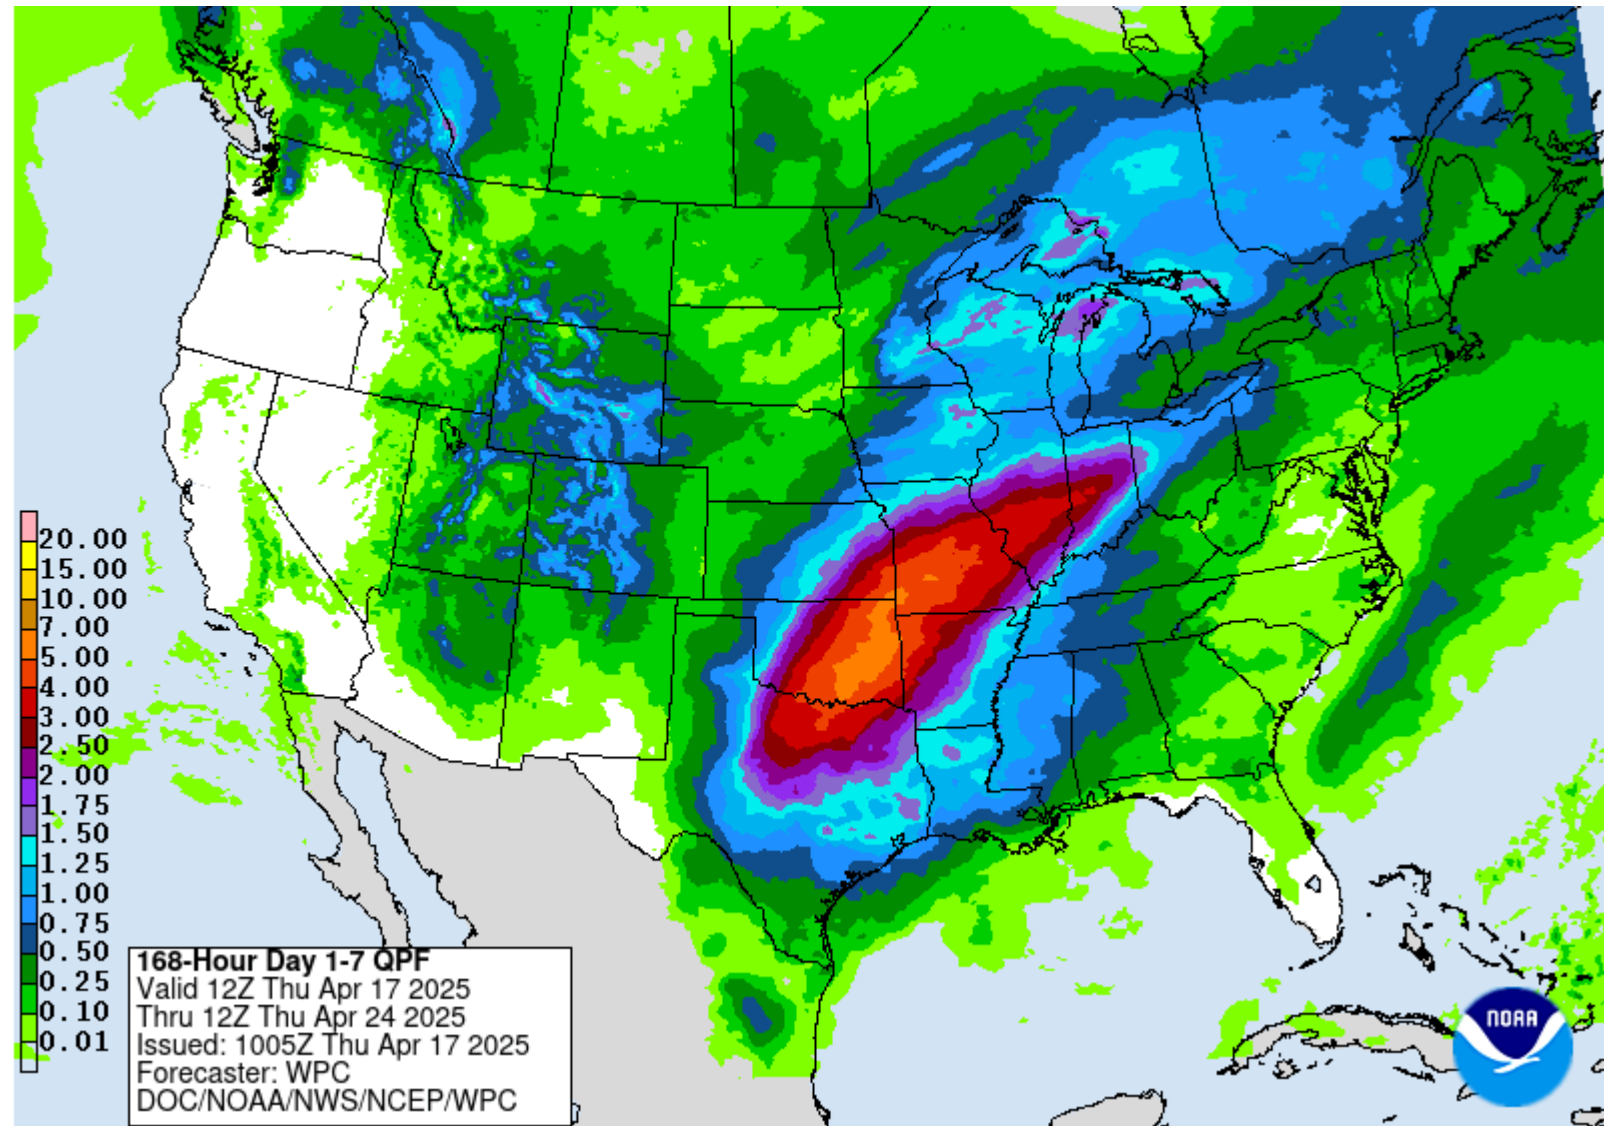 20.00
15.00
10.00
7.00
5.00
4.00
3.00
2.50
2.00
1.75
1.50
1.25
1.00
0.75
0.50
0.25
0.10
0.01
168-Hour Day 1-7 QPF
Valid 12Z Thu Apr 17 2025
Thru 12Z Thu Apr 24 2025
Issued: 1005Z Thu Apr 17 2025
Forecaster: WPC
DOC/NOAA/NWS/NCEP/WPC
NOAA